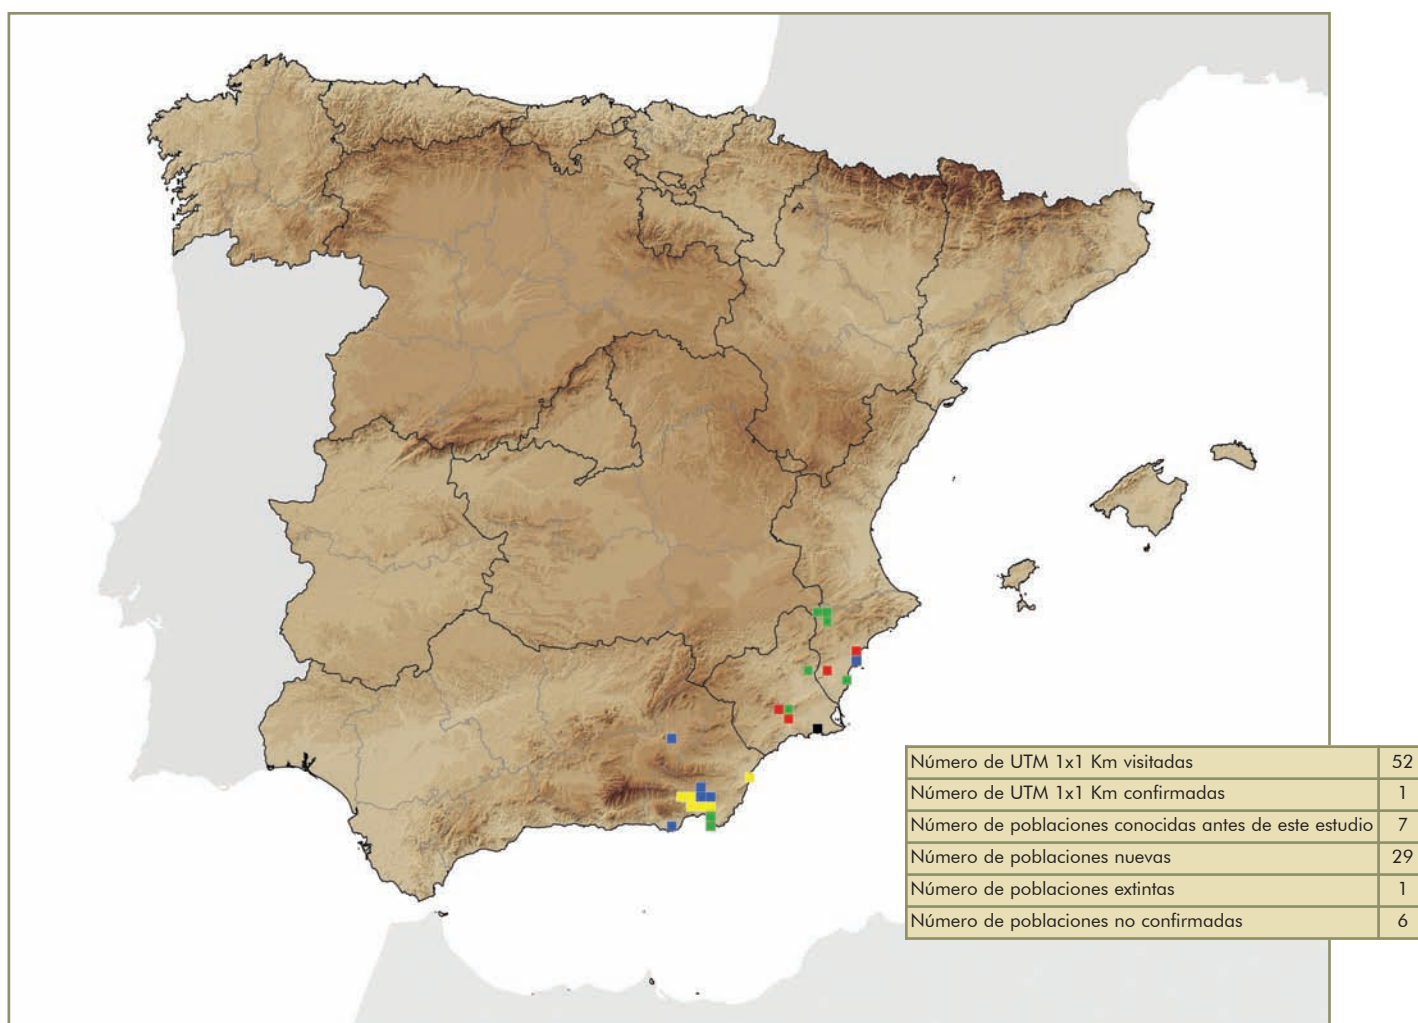 Número de UTM 1x1 Km visitadas 52
Número de UTM 1x1 Km confirmadas 1
Número de poblaciones conocidas antes de este estudio 7
Número de poblaciones nuevas 29
Número de poblaciones extintas 1
Número de poblaciones no confirmadas 6